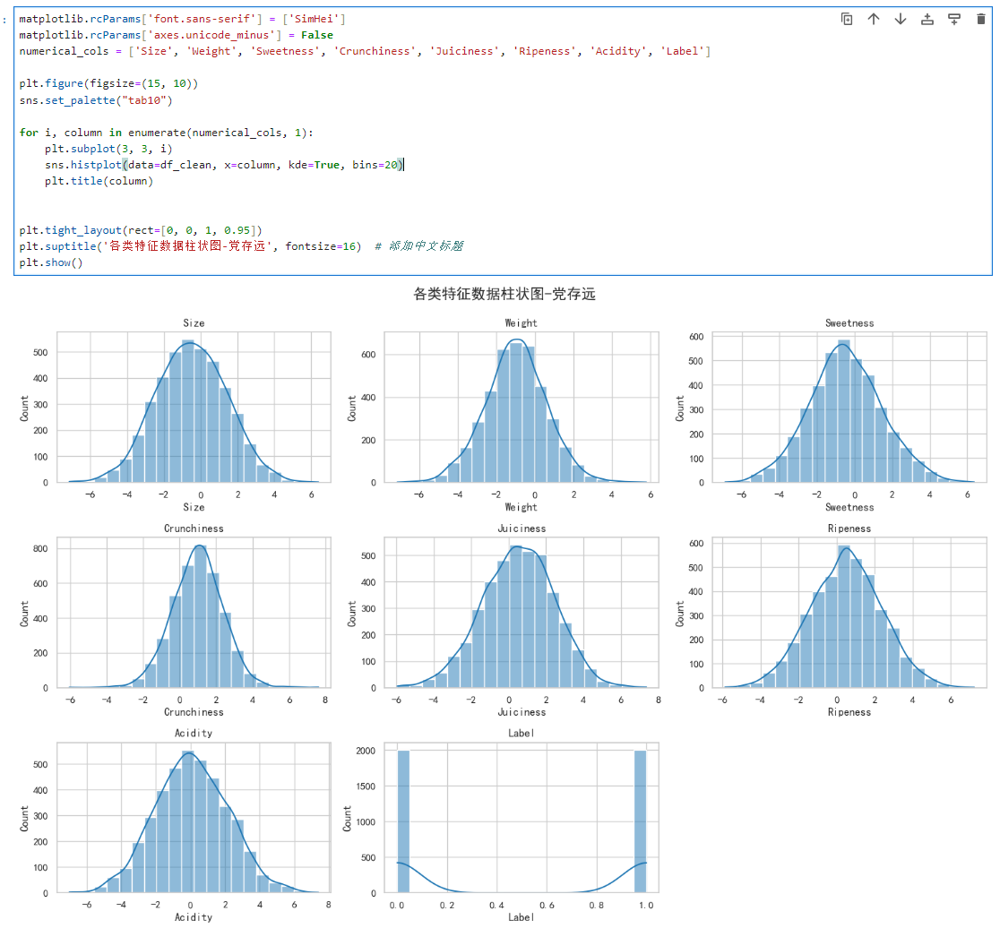 :
matplotlib.rcParams['font.sans-serif'] = ['SimHei']
matplotlib.rcParams['axes.unicode_minus'] = False
numerical_cols = ['Size', 'Weight', 'Sweetness', 'Crunchiness', 'Juiciness', 'Ripeness', 'Acidity', 'Label']
plt.figure(figsize=(15, 10))
sns.set_palette("tab10")
for i, column in enumerate(numerical_cols, 1):
    plt.subplot(3, 3, i)
    sns.histplot(data=df_clean, x=column, kde=True, bins=20)
    plt.title(column)
plt.tight_layout(rect=[0, 0, 1, 0.95])
plt.suptitle('各类特征数据柱状图-党存远', fontsize=16)  # 添加中文标题
plt.show()
各类特征数据柱状图-党存远
Size
500
400
300
200
100
0
Count
-6 -4 -2 0 2 4 6
Size
Weight
600
400
200
0
Count
-6 -4 -2 0 2 4 6
Weight
Sweetness
600
500
400
300
200
100
0
Count
-6 -4 -2 0 2 4 6
Sweetness
Crunchiness
800
600
400
200
0
Count
-6 -4 -2 0 2 4 6 8
Crunchiness
Juiciness
500
400
300
200
100
0
Count
-6 -4 -2 0 2 4 6 8
Juiciness
Ripeness
600
500
400
300
200
100
0
Count
-6 -4 -2 0 2 4 6
Ripeness
Acidity
500
400
300
200
100
0
Count
-6 -4 -2 0 2 4 6 8
Acidity
Label
2000
1500
1000
500
0
Count
0.0 0.2 0.4 0.6 0.8 1.0
Label